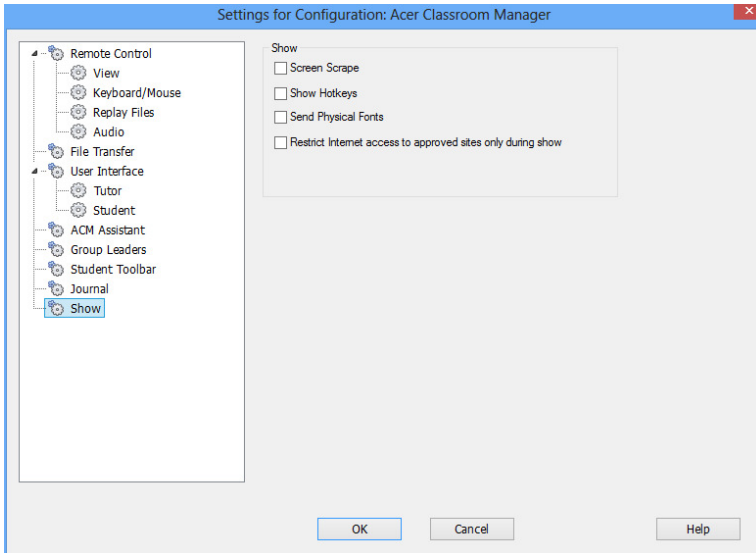 Settings for Configuration: Acer Classroom Manager
Remote Control
View
Keyboard/Mouse
Replay Files
Audio
File Transfer
User Interface
Tutor
Student
ACM Assistant
Group Leaders
Student Toolbar
Journal
Show
Show
Screen Scrape
Show Hotkeys
Send Physical Fonts
Restrict Internet access to approved sites only during show
OK
Cancel
Help